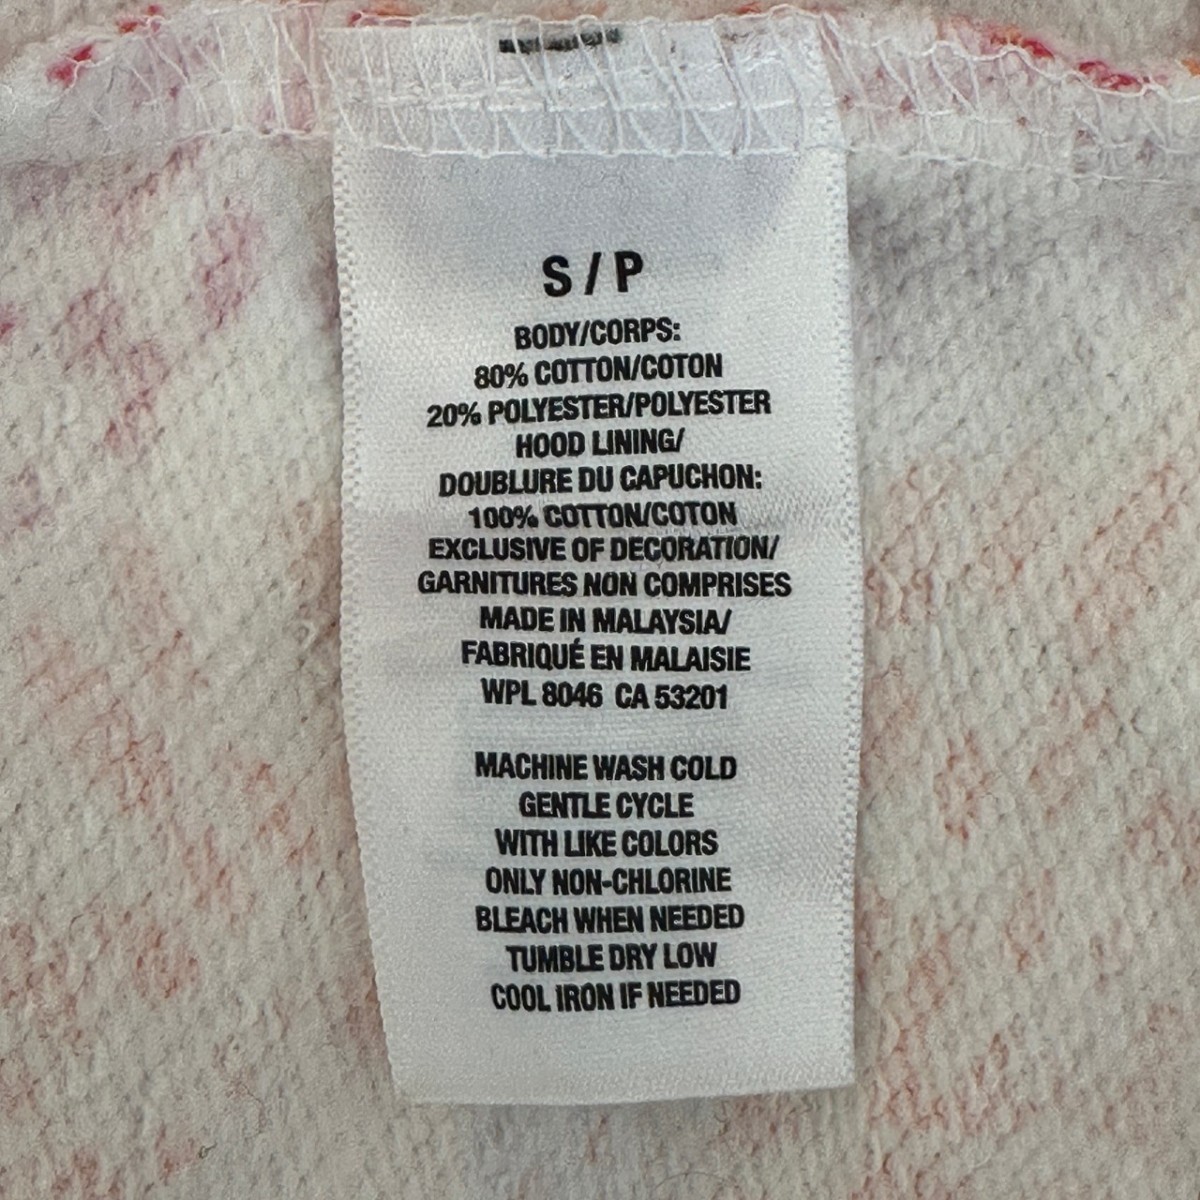 S/P
BODY/CORPS:
80% COTTON/COTON
20% POLYESTER/POLYESTER
HOOD LINING/
DOUBLURE DU CAPUCHON:
100% COTTON/COTON
EXCLUSIVE OF DECORATION/
GARNITURES NON COMPRISES
MADE IN MALAYSIA/
FABRIQUÉ EN MALAISIE
WPL 8046 CA 53201
MACHINE WASH COLD
GENTLE CYCLE
WITH LIKE COLORS
ONLY NON-CHLORINE
BLEACH WHEN NEEDED
TUMBLE DRY LOW
COOL IRON IF NEEDED